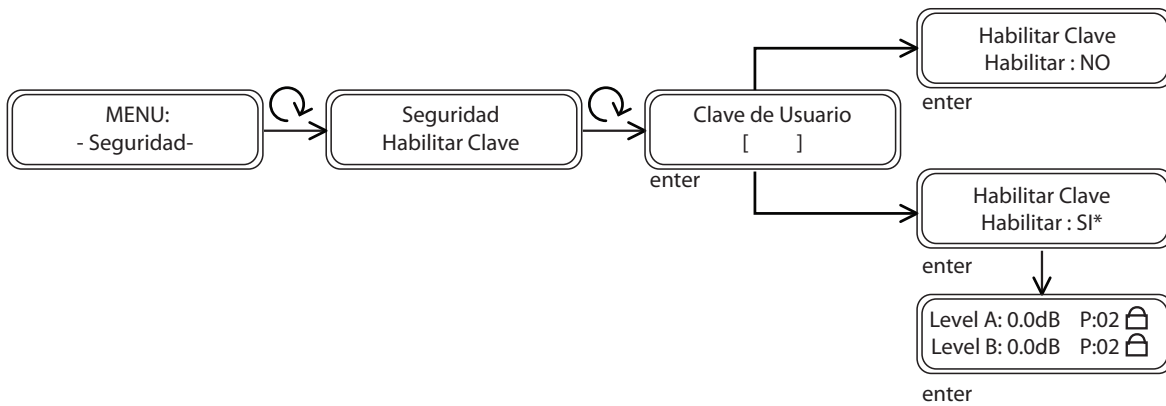 MENU:
- Seguridad-
Seguridad
Habilitar Clave
Clave de Usuario
[ ]
enter
Habilitar Clave
Habilitar : NO
enter
Habilitar Clave
Habilitar : SI*
enter
Level A: 0.0dB P:02
Level B: 0.0dB P:02
enter